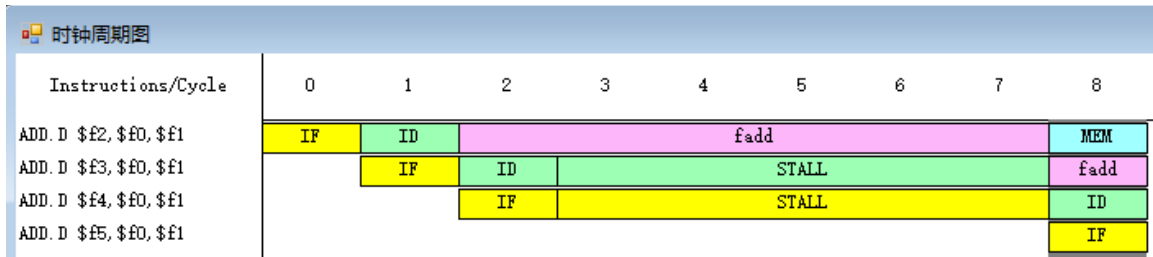 时钟周期图
Instructions/Cycle 0 1 2 3 4 5 6 7 8
ADD.D $f2,$f0,$f1 IF ID fadd MEM
ADD.D $f3,$f0,$f1 IF ID STALL fadd
ADD.D $f4,$f0,$f1 IF STALL ID
ADD.D $f5,$f0,$f1 IF